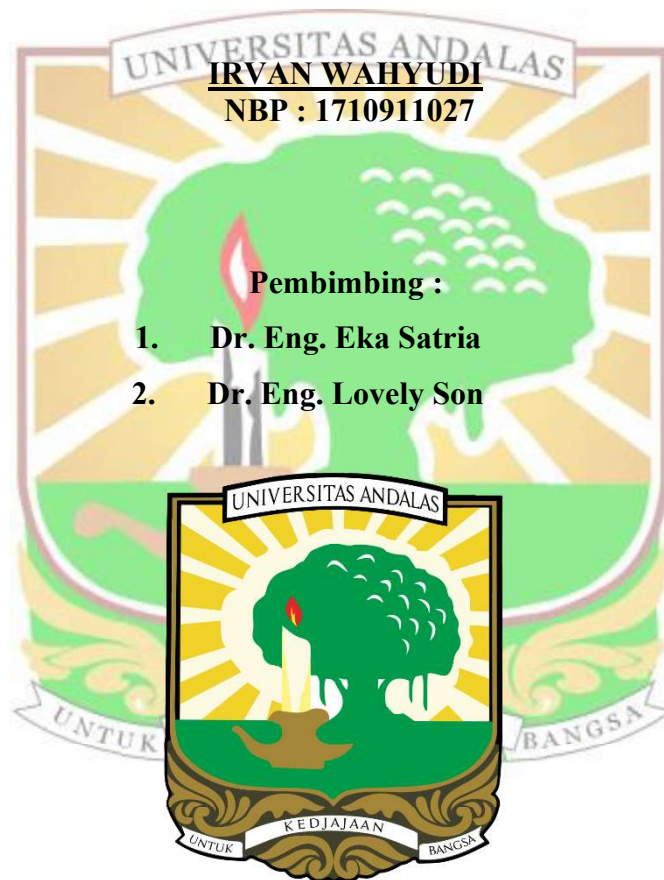 UNIVERSITAS ANDALAS
IRVAN WAHYUDI
NBP : 1710911027
Pembimbing :
1. Dr. Eng. Eka Satria
2. Dr. Eng. Lovely Son
UNIVERSITAS ANDALAS
UNTUK
BANGSA
UNTUK KEDJAJAAN BANGSA